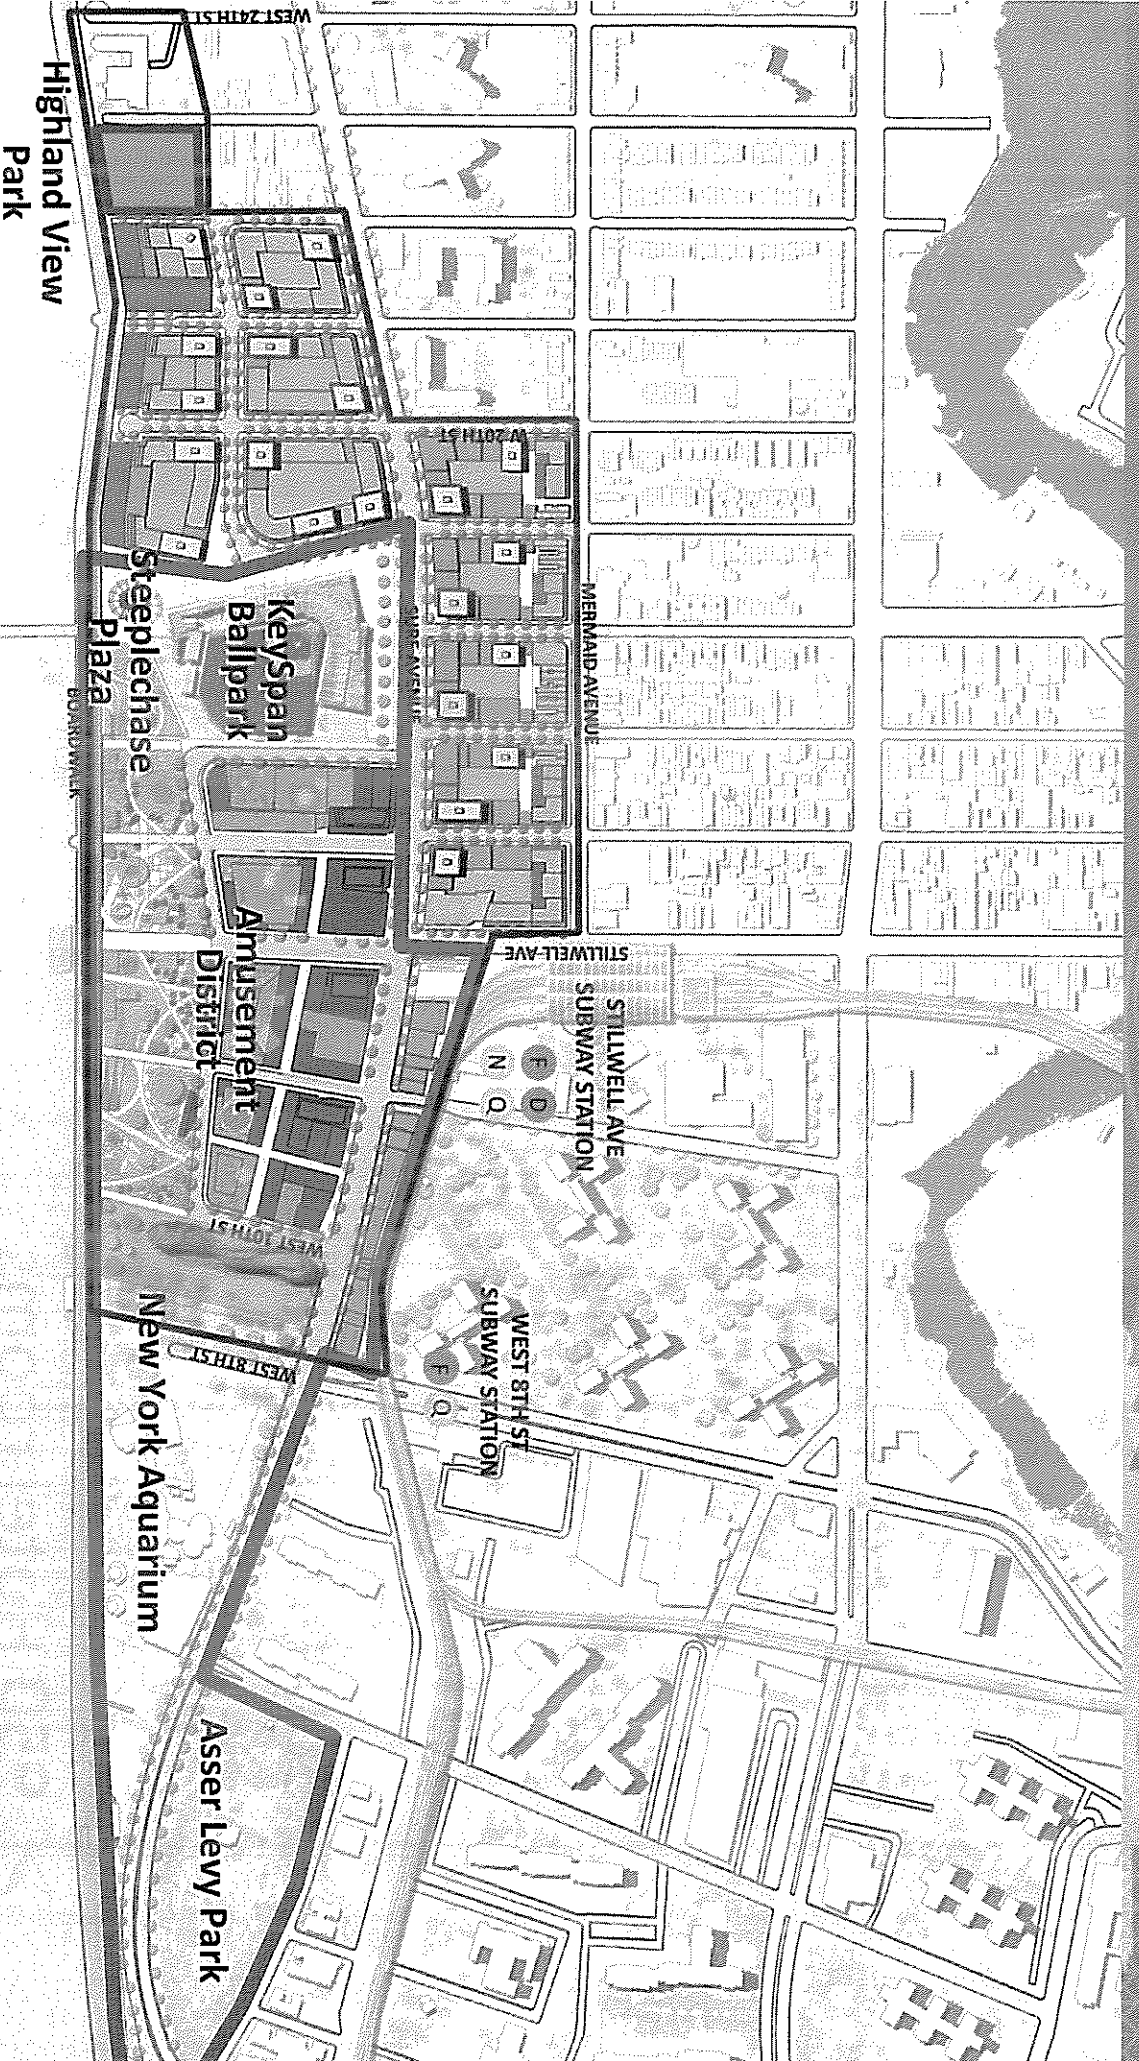 WEST 24TH ST
Highland View
Park
W 20TH ST
MERMAID AVENUE
SURF AVENUE
KeySpan
Ballpark
Steeplechase
Plaza
BOARDWALK
STILLWELL AVE
STILLWELL AVE
SUBWAY STATION
F D
N Q
Amusement
District
WEST 10TH ST
WEST 8TH ST
SUBWAY STATION
F
Q
WEST 8TH ST
New York Aquarium
Asser Levy Park